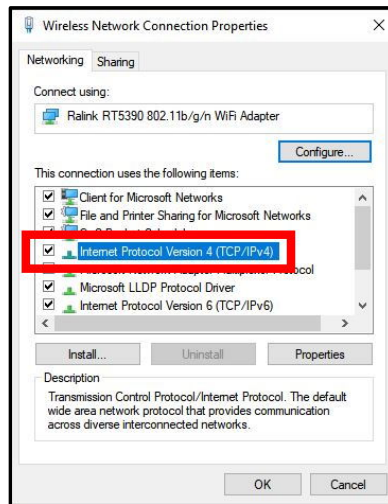 Wireless Network Connection Properties
Networking
Sharing
Connect using:
Ralink RT5390 802.11b/g/n WiFi Adapter
Configure...
This connection uses the following items:
Client for Microsoft Networks
File and Printer Sharing for Microsoft Networks
Internet Protocol Version 4 (TCP/IPv4)
Microsoft LLDP Protocol Driver
Internet Protocol Version 6 (TCP/IPv6)
Install...
Uninstall
Properties
Description
Transmission Control Protocol/Internet Protocol. The default
wide area network protocol that provides communication
across diverse interconnected networks.
OK
Cancel